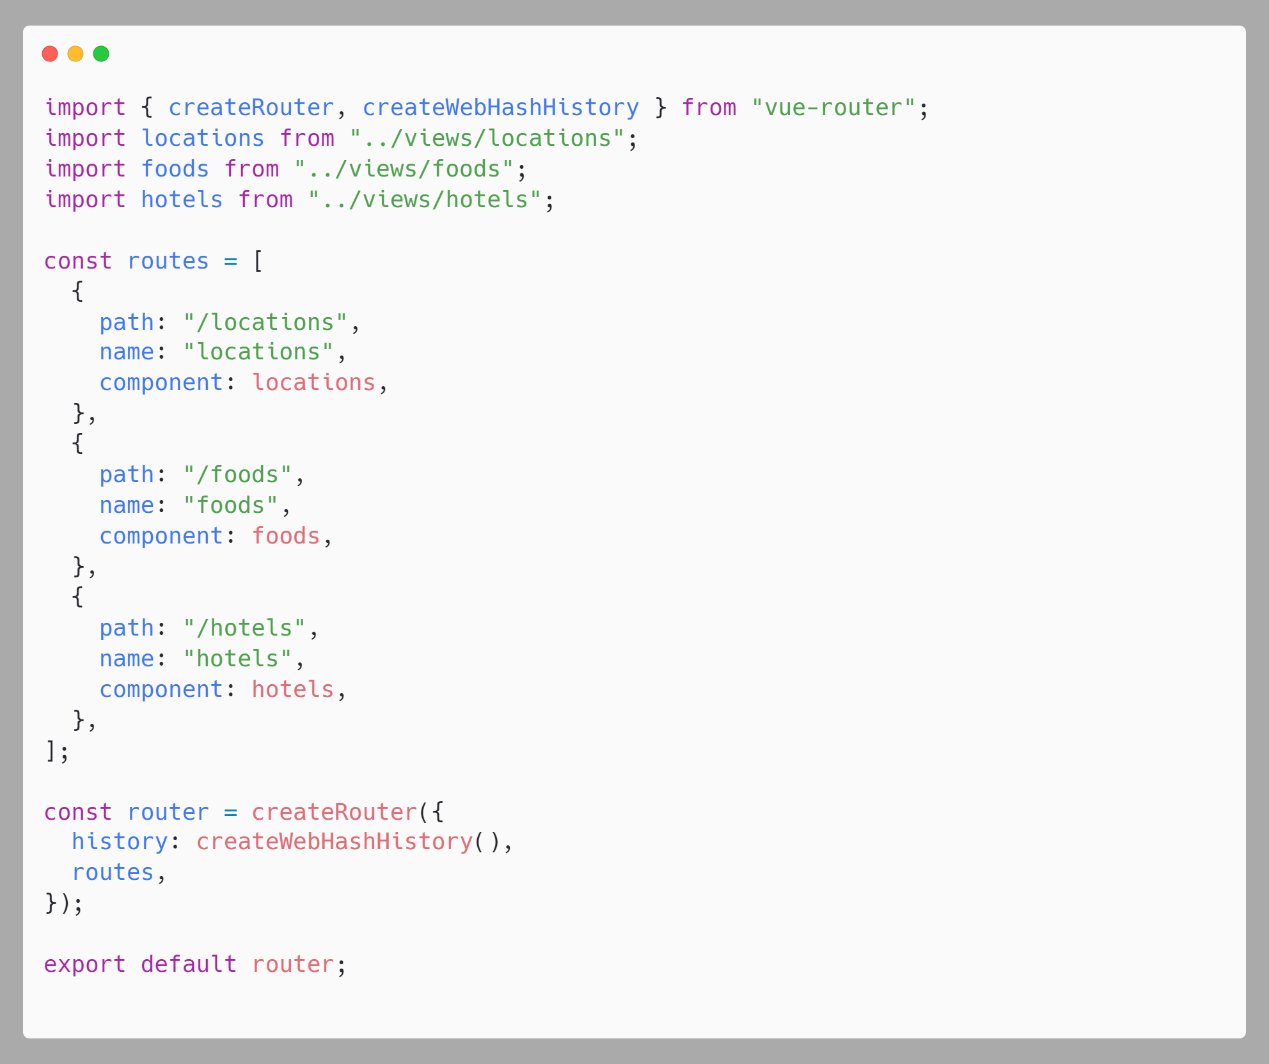 import { createRouter, createWebHashHistory } from "vue-router";
import locations from "../views/locations";
import foods from "../views/foods";
import hotels from "../views/hotels";

const routes = [
  {
    path: "/locations",
    name: "locations",
    component: locations,
  },
  {
    path: "/foods",
    name: "foods",
    component: foods,
  },
  {
    path: "/hotels",
    name: "hotels",
    component: hotels,
  },
];

const router = createRouter({
  history: createWebHashHistory(),
  routes,
});

export default router;